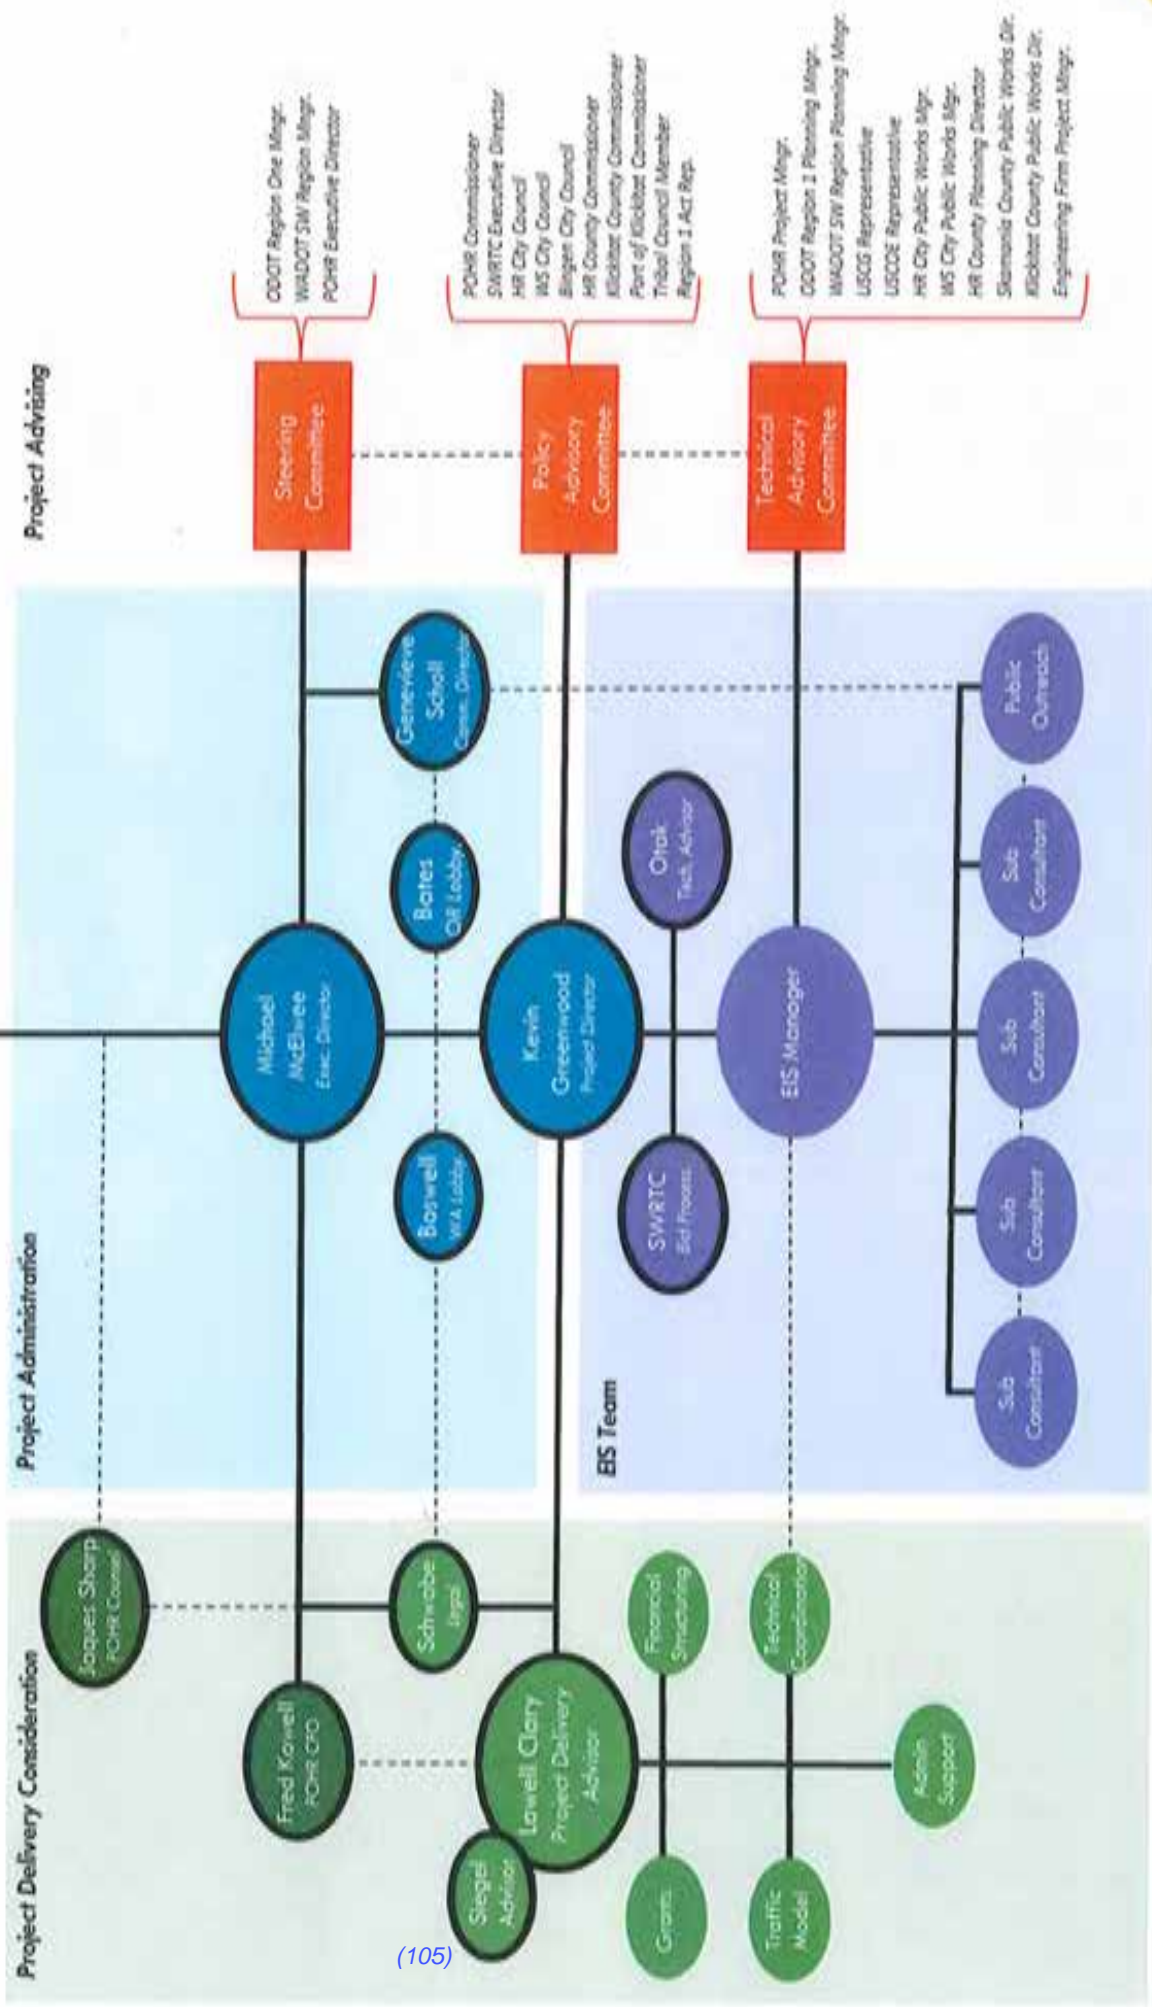 Project Delivery Consideration
Project Administration
Project Advising
Jaques Sharp
POHR Counsel
Fred Kowell
POHR CFO
Michael
McElwee
Exec. Director
Steering
Committee
ODOT Region One Mngr.
WADOT SW Region Mngr.
POHR Executive Director
Schwabe
Legal
Boswell
WA Lobby.
Bates
OR Lobby.
Genevieve
Scholl
Comm. Director
Siegel
Advisor
Lowell Clary
Project Delivery
Advisor
Kevin
Greenwood
Project Director
Policy
Advisory
Committee
POHR Commissioner
SWRTC Executive Director
HR City Council
WS City Council
Bingen City Council
HR County Commissioner
Klickitat County Commissioner
Port of Klickitat Commissioner
Tribal Council Member
Region 1 Act Rep.
EIS Team
Grants
Financial
Structuring
SWRTC
Bid Process
Otak
Tech. Advisor
Traffic
Model
Technical
Coordination
EIS Manager
Technical
Advisory
Committee
POHR Project Mngr.
ODOT Region 1 Planning Mngr.
WADOT SW Region Planning Mngr.
USCG Representative
USCOE Representative
HR City Public Works Mgr.
WS City Public Works Mgr.
HR County Planning Director
Skamania County Public Works Dir.
Klickitat County Public Works Dir.
Engineering Firm Project Mngr.
Admin
Support
Sub
Consultant
Sub
Consultant
Sub
Consultant
Sub
Consultant
Public
Outreach
(105)